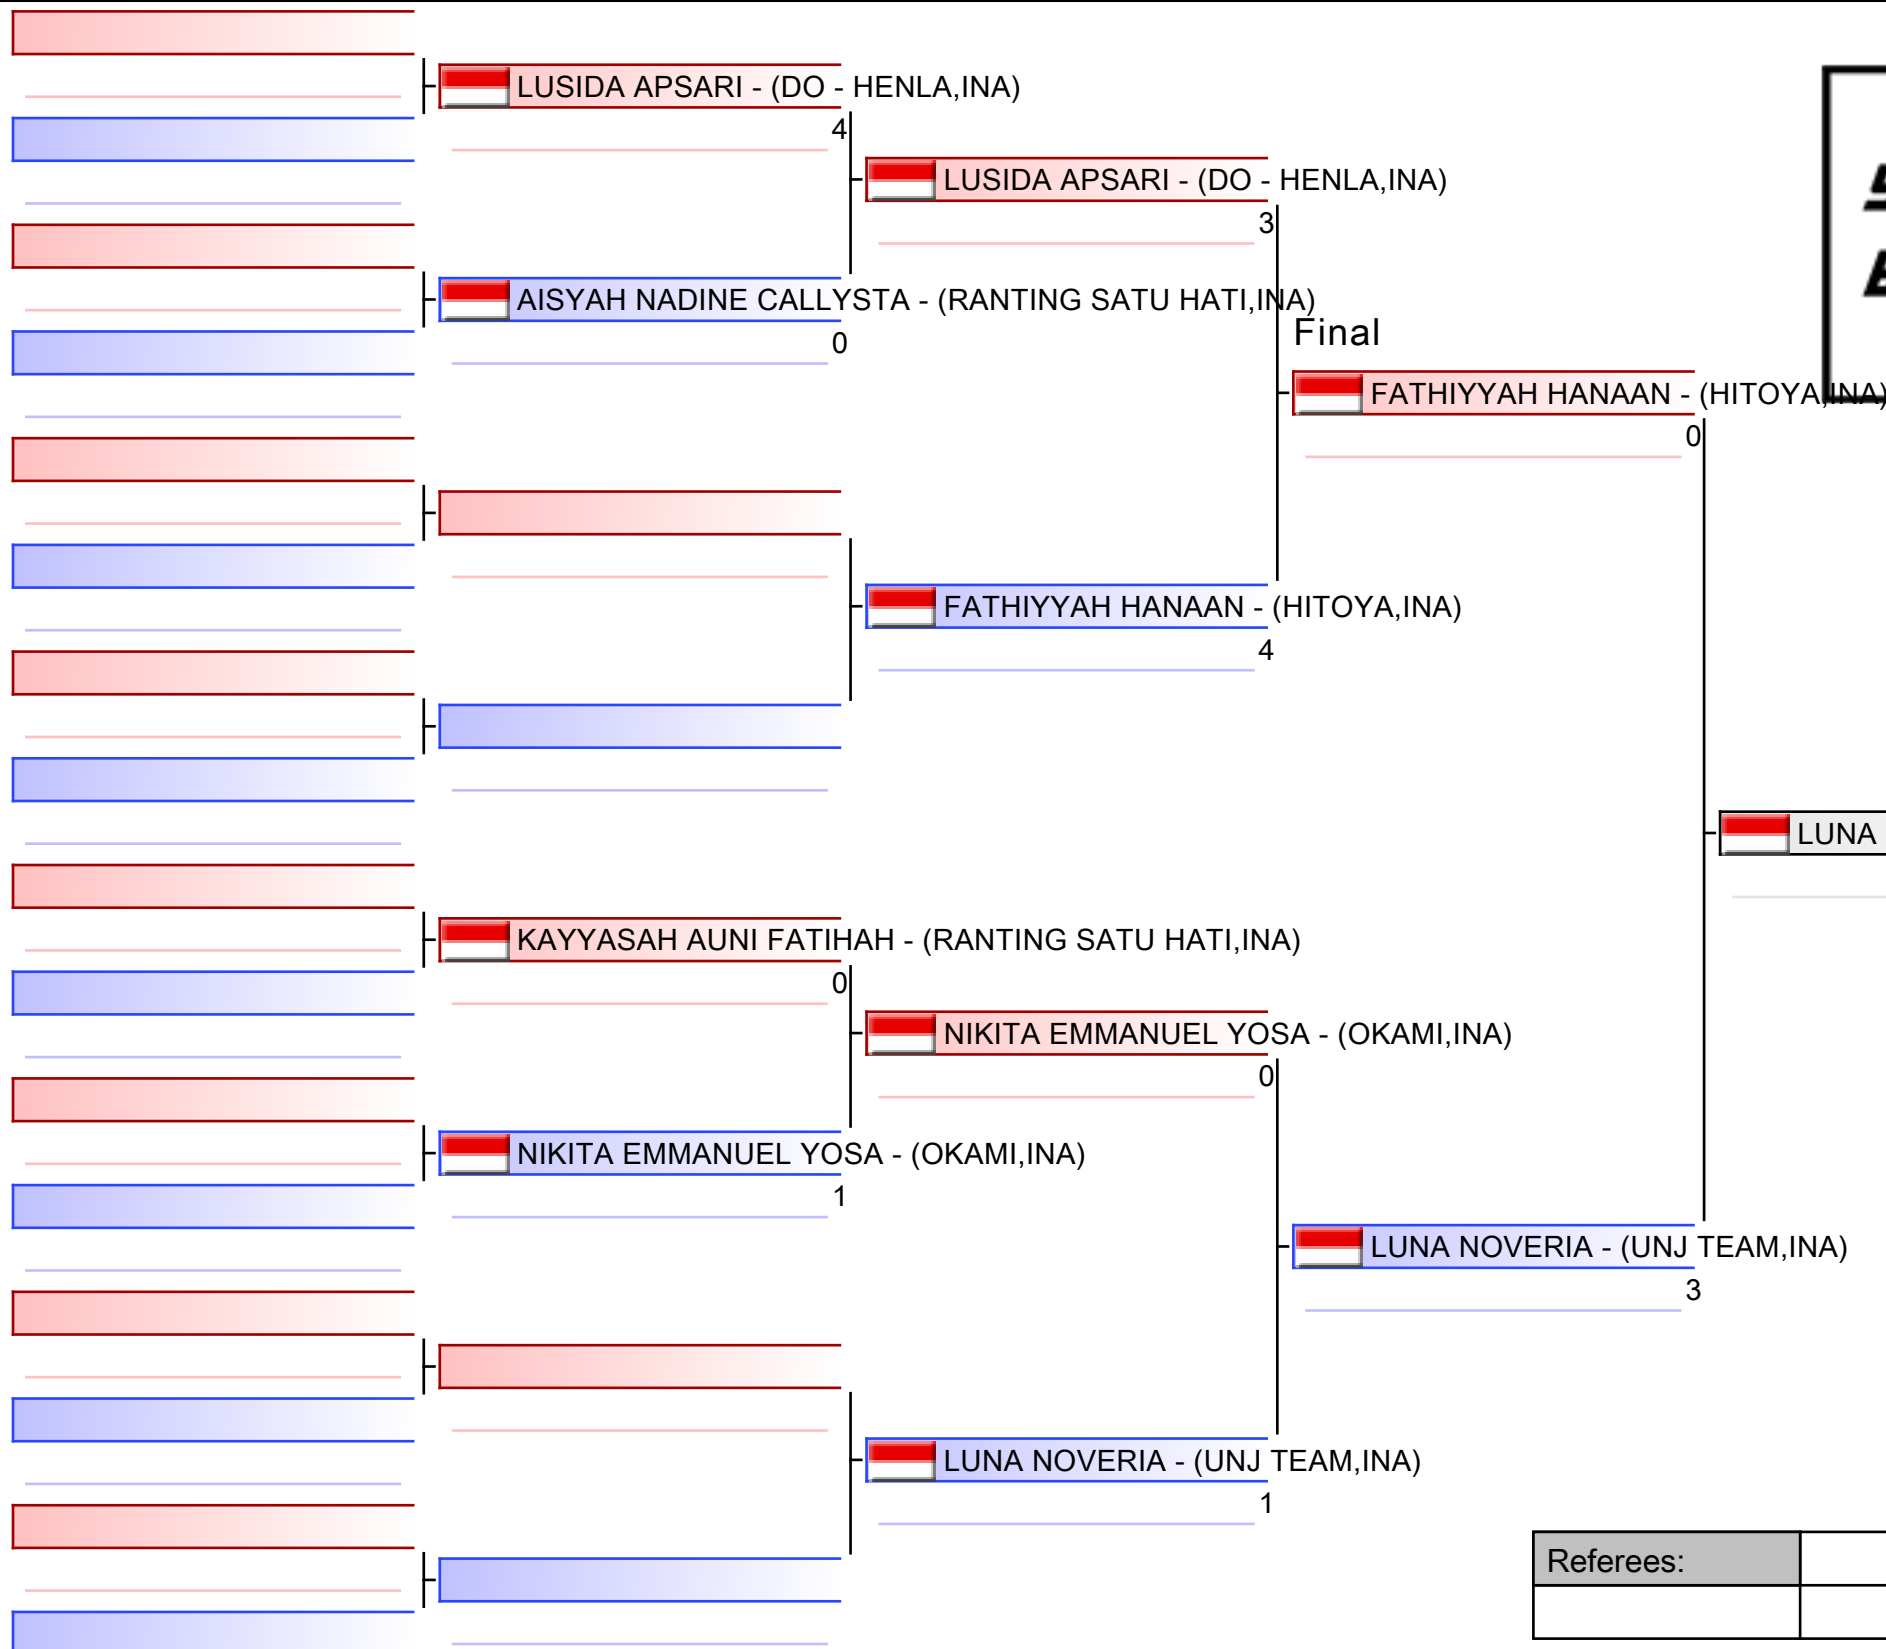 LUSIDA APSARI - (DO - HENLA,INA)
4
LUSIDA APSARI - (DO - HENLA,INA)
3
AISYAH NADINE CALLYSTA - (RANTING SATU HATI,INA)
0
Final
FATHIYYAH HANAAN - (HITOYA,INA)
0
FATHIYYAH HANAAN - (HITOYA,INA)
4
LUNA
KAYYASAH AUNI FATIHAH - (RANTING SATU HATI,INA)
0
NIKITA EMMANUEL YOSA - (OKAMI,INA)
0
NIKITA EMMANUEL YOSA - (OKAMI,INA)
1
LUNA NOVERIA - (UNJ TEAM,INA)
3
LUNA NOVERIA - (UNJ TEAM,INA)
1
Referees: